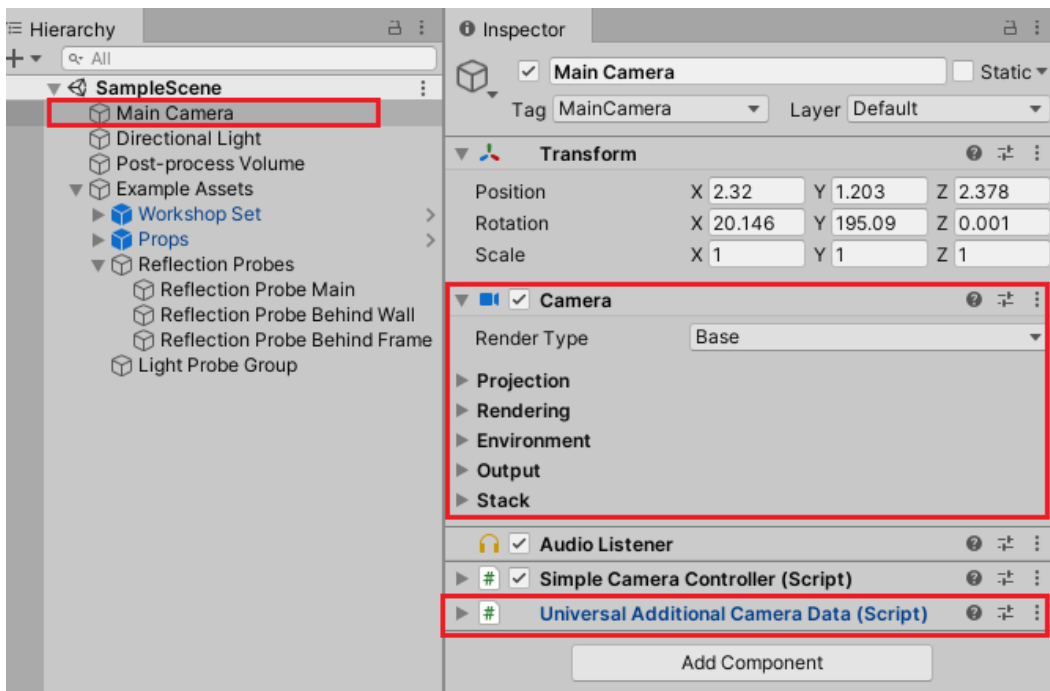 Hierarchy
All
SampleScene
Main Camera
Directional Light
Post-process Volume
Example Assets
Workshop Set
Props
Reflection Probes
Reflection Probe Main
Reflection Probe Behind Wall
Reflection Probe Behind Frame
Light Probe Group
Inspector
Main Camera Static
Tag MainCamera Layer Default
Transform
Position X 2.32 Y 1.203 Z 2.378
Rotation X 20.146 Y 195.09 Z 0.001
Scale X 1 Y 1 Z 1
Camera
Render Type Base
Projection
Rendering
Environment
Output
Stack
Audio Listener
# Simple Camera Controller (Script)
# Universal Additional Camera Data (Script)
Add Component